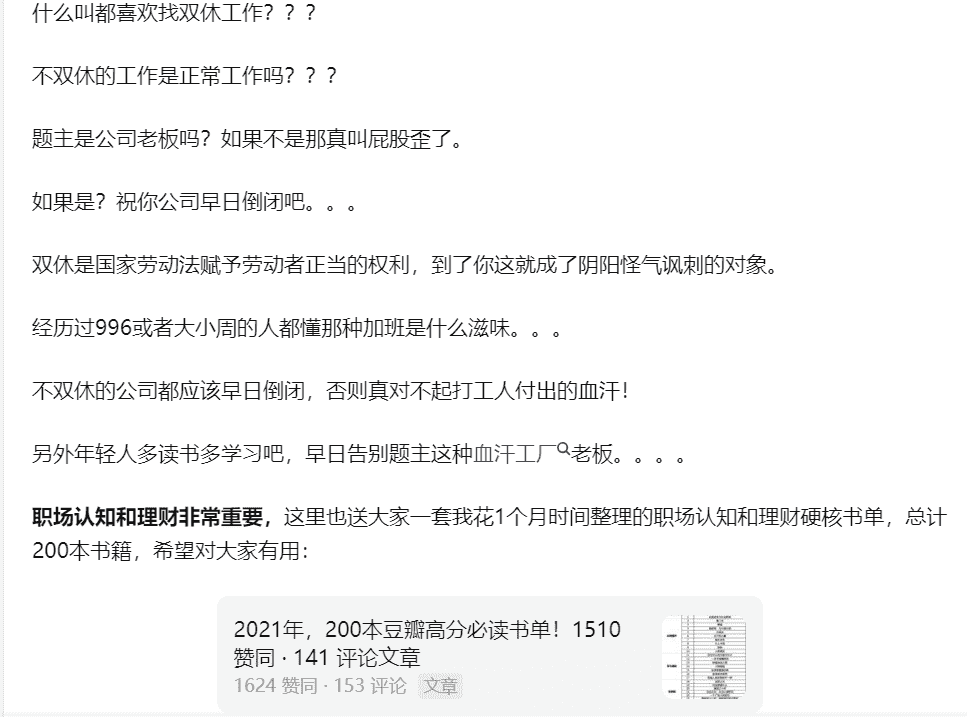 什么叫都喜欢找双休工作？？？
不双休的工作是正常工作吗？？？
题主是公司老板吗？如果不是那真叫屁股歪了。
如果是？祝你公司早日倒闭吧。。。
双休是国家劳动法赋予劳动者正当的权利，到了你这就成了阴阳怪气讽刺的对象。
经历过996或者大小周的人都懂那种加班是什么滋味。。。
不双休的公司都应该早日倒闭，否则真对不起打工人付出的血汗！
另外年轻人多读书多学习吧，早日告别题主这种血汗工厂老板。。。。
职场认知和理财非常重要，这里也送大家一套我花1个月时间整理的职场认知和理财硬核书单，总计
200本书籍，希望对大家有用：
2021年，200本豆瓣高分必读书单！1510
赞同 · 141 评论文章
1624 赞同 · 153 评论 文章